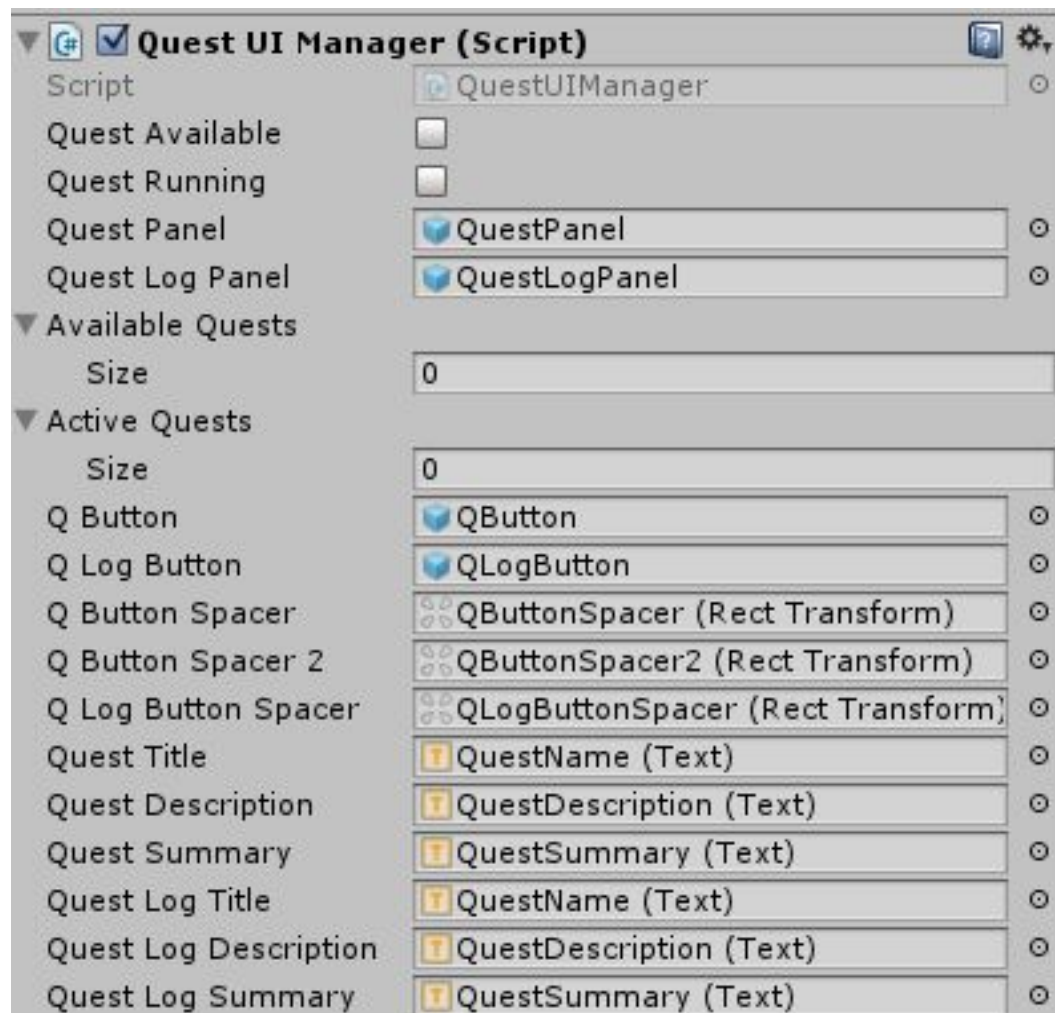 Quest UI Manager (Script)
Script QuestUIManager
Quest Available
Quest Running
Quest Panel QuestPanel
Quest Log Panel QuestLogPanel
Available Quests
Size 0
Active Quests
Size 0
Q Button QButton
Q Log Button QLogButton
Q Button Spacer QButtonSpacer (Rect Transform)
Q Button Spacer 2 QButtonSpacer2 (Rect Transform)
Q Log Button Spacer QLogButtonSpacer (Rect Transform)
Quest Title QuestName (Text)
Quest Description QuestDescription (Text)
Quest Summary QuestSummary (Text)
Quest Log Title QuestName (Text)
Quest Log Description QuestDescription (Text)
Quest Log Summary QuestSummary (Text)